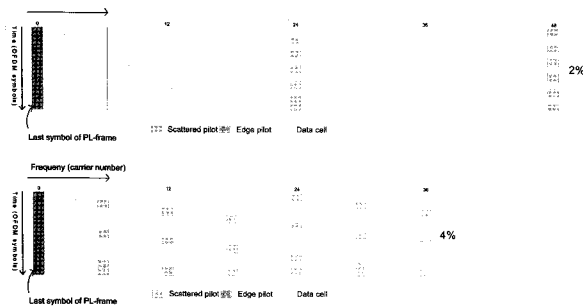 0 12 24 36 48
Time (OFDM symbols)
2%
Last symbol of PL-frame
Scattered pilot Edge pilot Data cell
Frequeny (carrier number)
0 12 24 36
Time (OFDM symbols)
4%
Last symbol of PL-frame
Scattered pilot Edge pilot Data cell